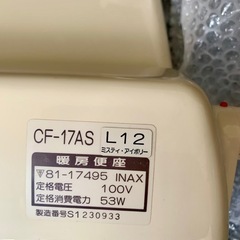 CF-17AS L12
ミスティ・アイボリー
暖房便座
〶81-17495 INAX
定格電圧 100V
定格消費電力 53W
製造番号S1230933